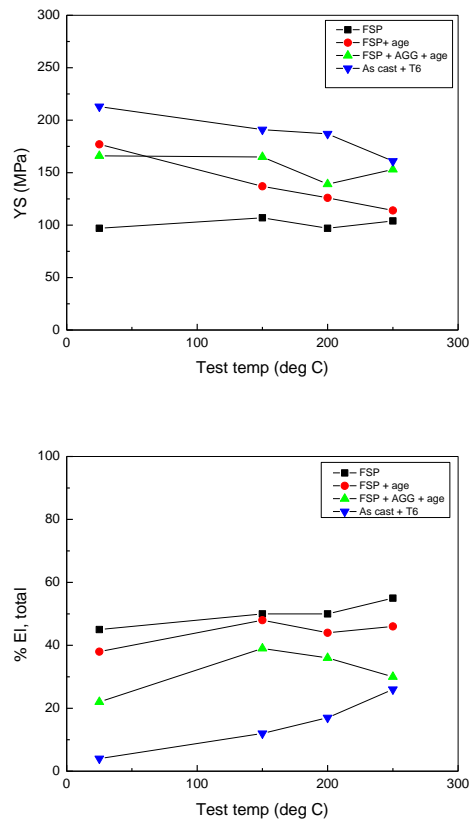 300
250
200
150
100
50
0
YS (MPa)
FSP
FSP+ age
FSP + AGG + age
As cast + T6
0 100 200 300
Test temp (deg C)
100
80
60
40
20
0
% El, total
FSP
FSP + age
FSP + AGG + age
As cast + T6
0 100 200 300
Test temp (deg C)